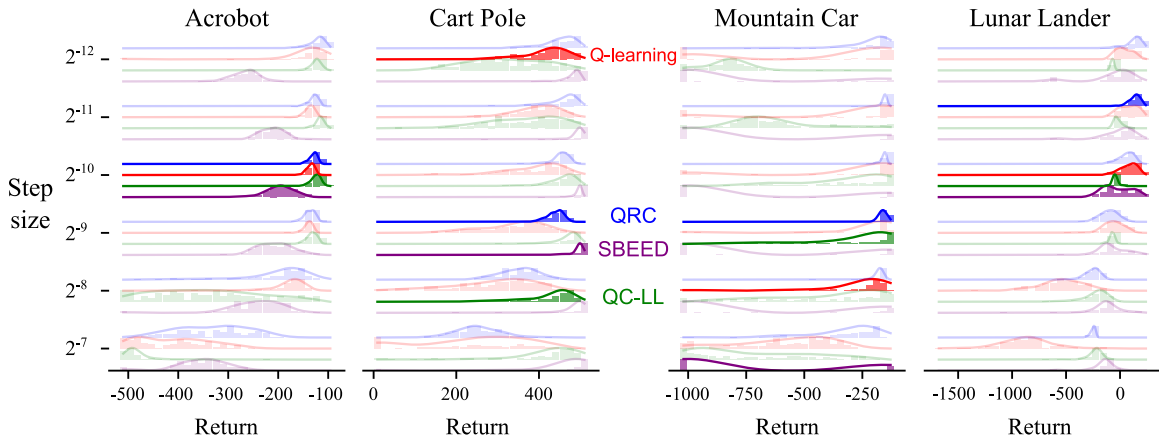 Acrobot Cart Pole Mountain Car Lunar Lander
2-12 Q-learning
2-11
Step size
2-10
2-9 QRC
SBEED
2-8 QC-LL
2-7
-500 -400 -300 -200 -100 0 200 400 -1000 -750 -500 -250 -1500 -1000 -500 0
Return Return Return Return